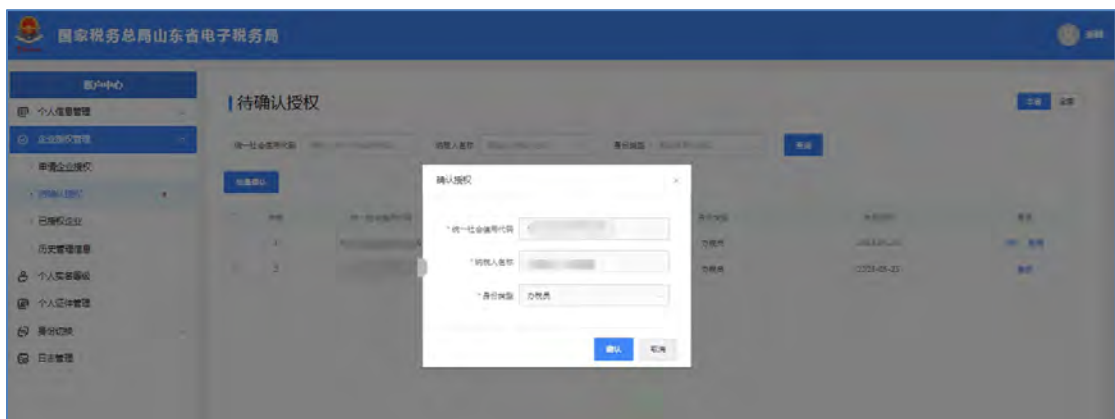 国家税务总局山东省电子税务局
账户中心
个人信息管理
企业授权管理
申请企业授权
待确认授权
已授权企业
历史管理信息
个人实名等级
个人证件管理
身份切换
日志管理
待确认授权
统一社会信用代码
纳税人名称
身份类型
查询
序号
统一社会信用代码
身份类型
操作
1
办税员
2
办税员
确认授权
×
*统一社会信用代码
*纳税人名称
*身份类型
办税员
确认
取消